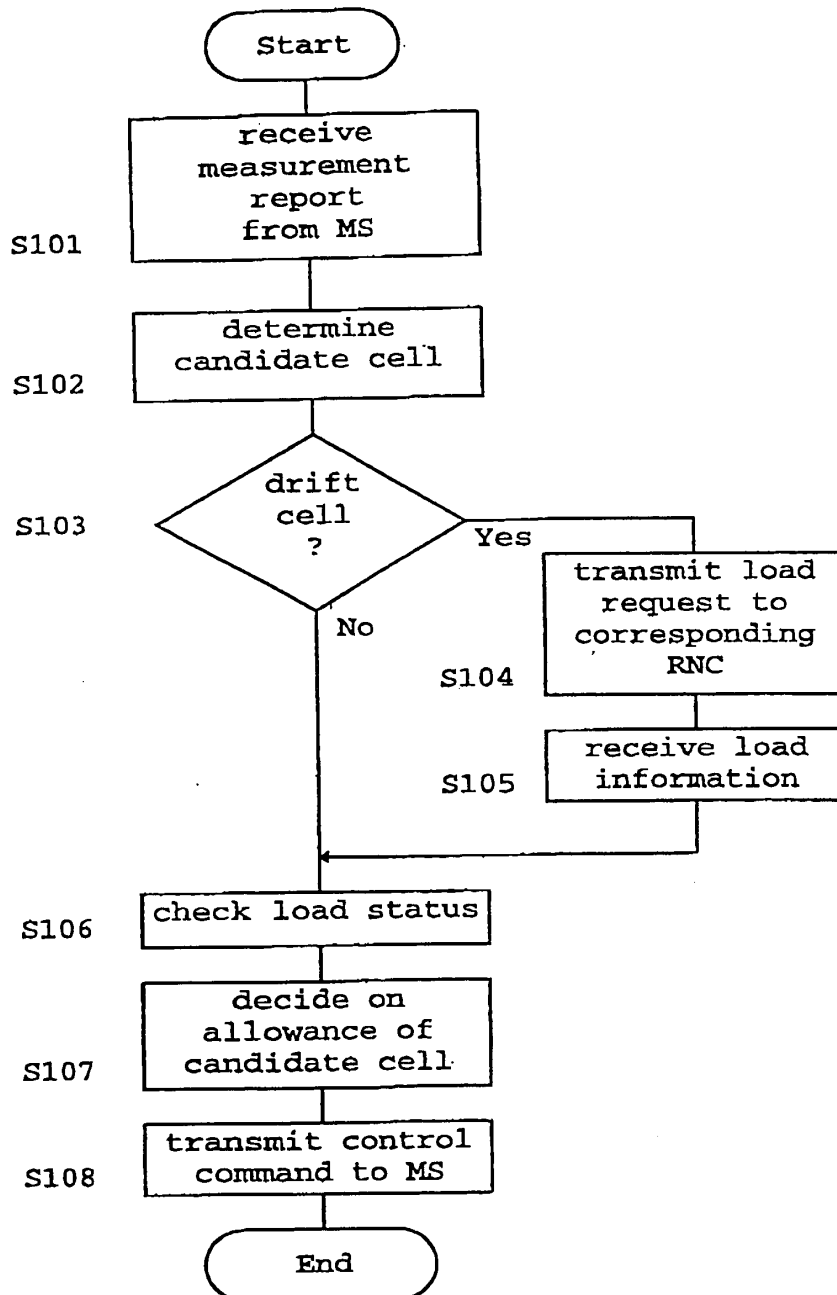 Start
receive
measurement
report
from MS
S101
determine
candidate cell
S102
drift
cell
?
S103
Yes
No
transmit load
request to
corresponding
RNC
S104
receive load
information
S105
check load status
S106
decide on
allowance of
candidate cell
S107
transmit control
command to MS
S108
End